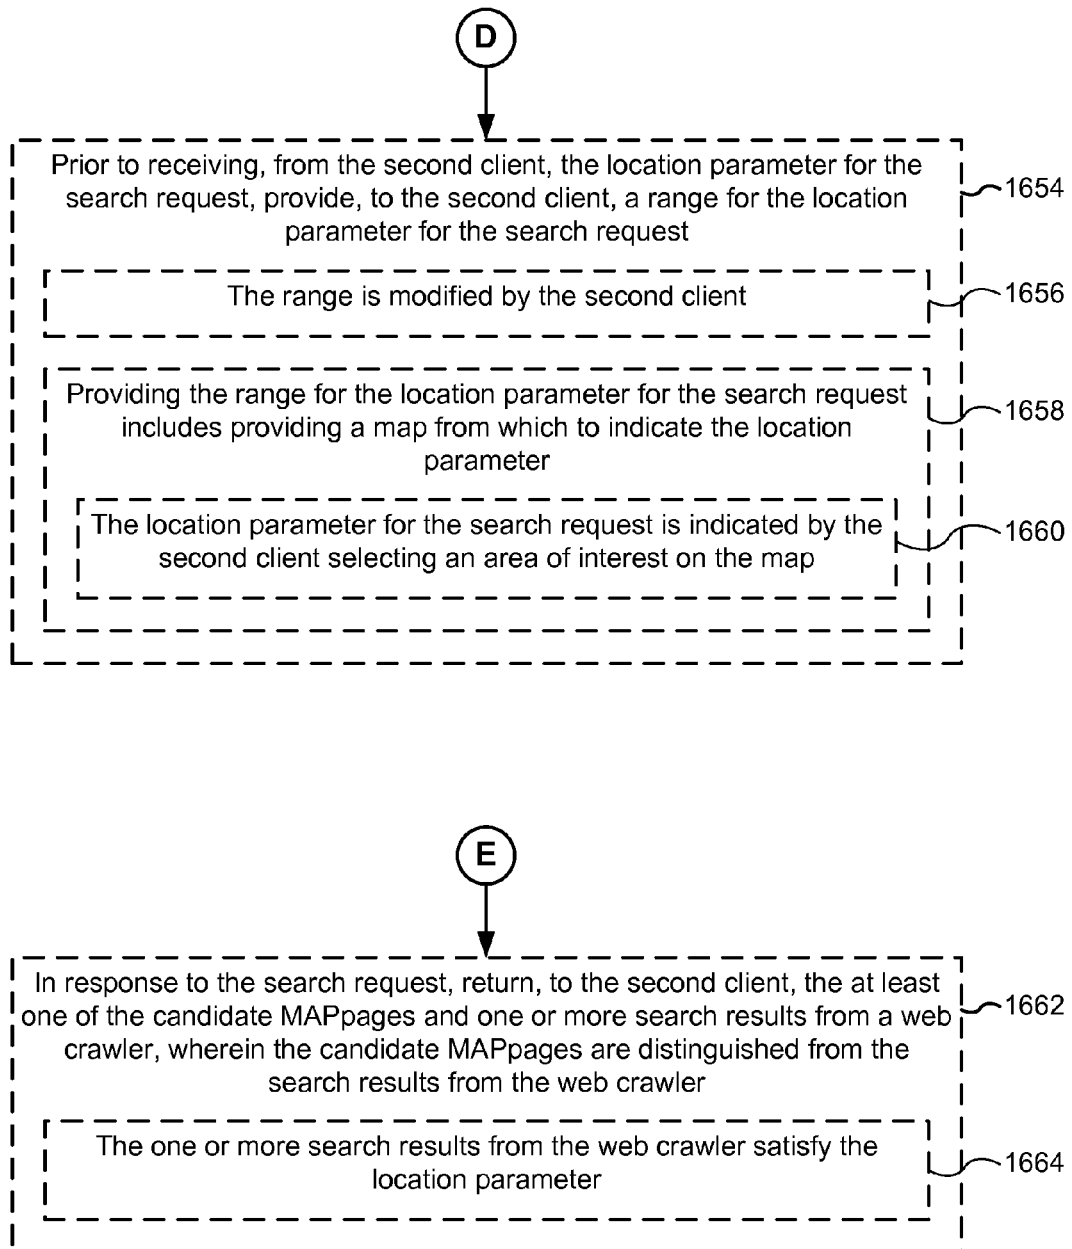 D
Prior to receiving, from the second client, the location parameter for the
search request, provide, to the second client, a range for the location
parameter for the search request
1654
The range is modified by the second client
1656
Providing the range for the location parameter for the search request
includes providing a map from which to indicate the location
parameter
1658
The location parameter for the search request is indicated by the
second client selecting an area of interest on the map
1660
E
In response to the search request, return, to the second client, the at least
one of the candidate MAPpages and one or more search results from a web
crawler, wherein the candidate MAPpages are distinguished from the
search results from the web crawler
1662
The one or more search results from the web crawler satisfy the
location parameter
1664